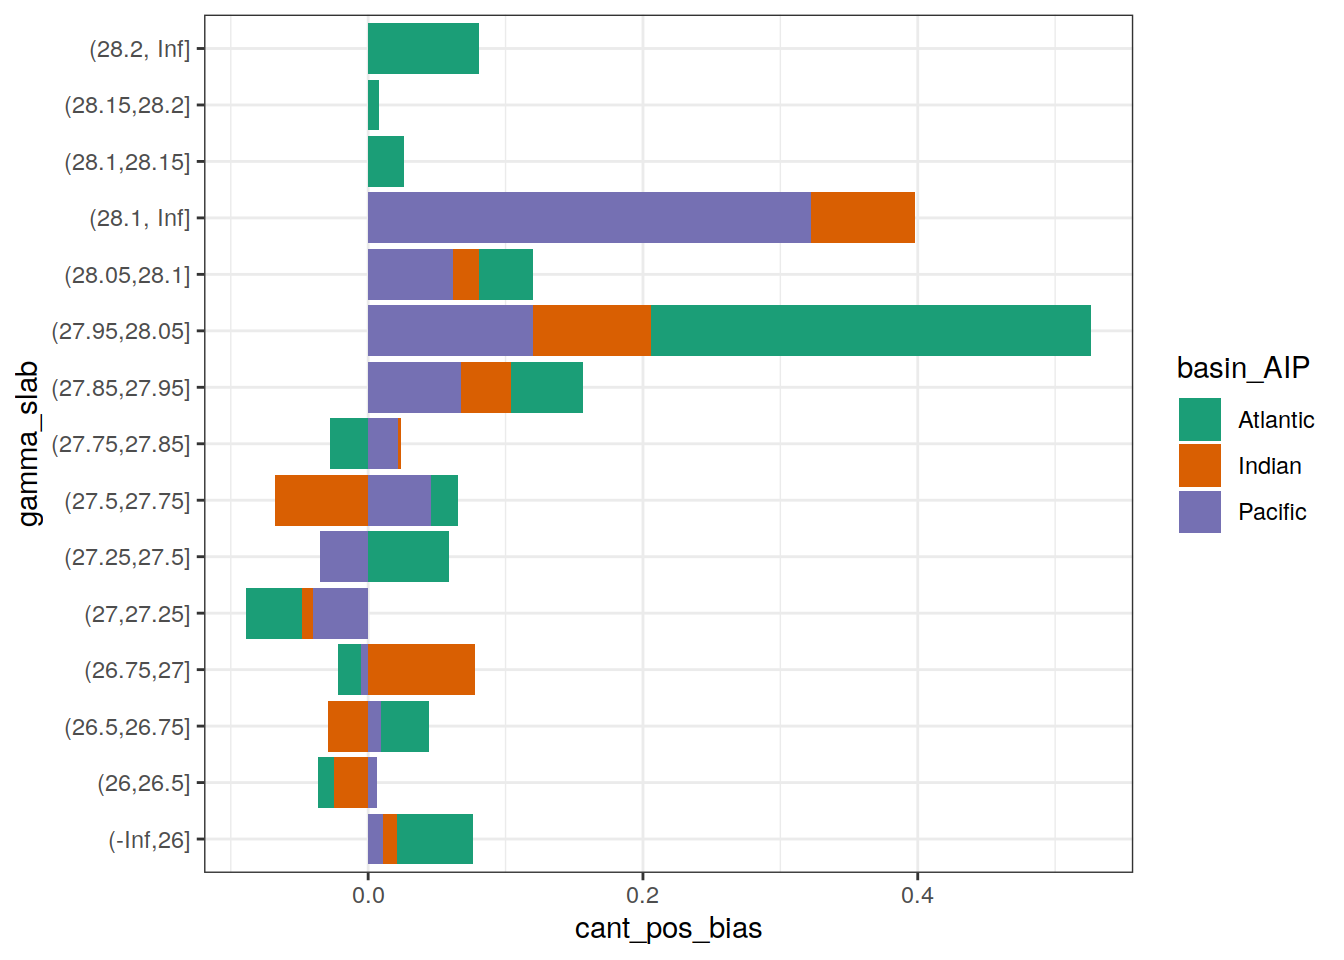 (28.2, Inf]
(28.15,28.2]
(28.1,28.15]
(28.1, Inf]
(28.05,28.1]
(27.95,28.05]
(27.85,27.95]
(27.75,27.85]
(27.5,27.75]
(27.25,27.5]
(27,27.25]
(26.75,27]
(26.5,26.75]
(26,26.5]
(-Inf,26]
gamma_slab
0.0 0.2 0.4
cant_pos_bias
basin_AIP
Atlantic
Indian
Pacific